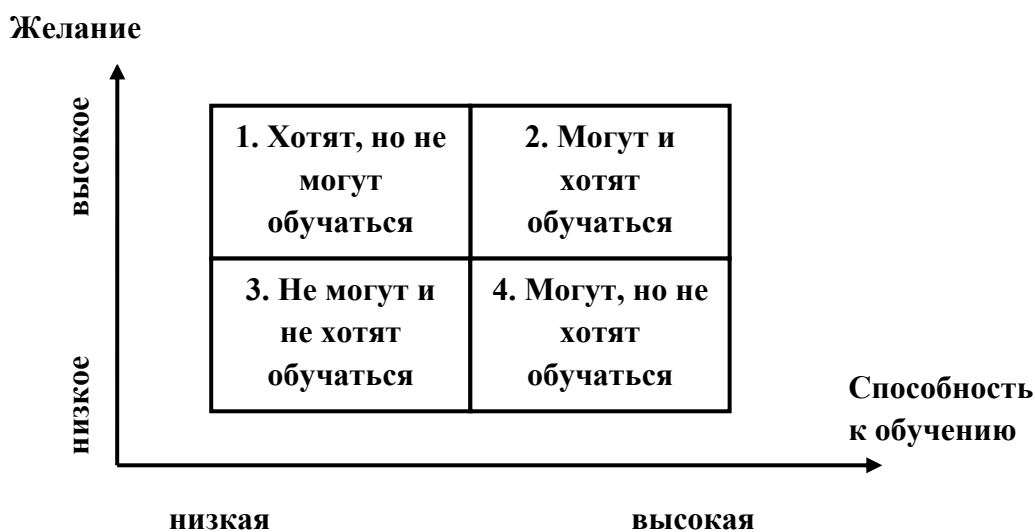 Желание
высокое
1. Хотят, но не
могут
обучаться
2. Могут и
хотят
обучаться
низкое
3. Не могут и
не хотят
обучаться
4. Могут, но не
хотят
обучаться
Способность
к обучению
низкая
высокая